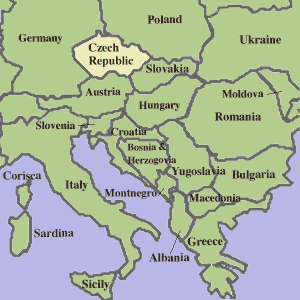 Germany
Poland
Ukraine
Czech
Republic
Slovakia
Austria
Moldova
Hungary
Romania
Slovenia
Croatia
Bosnia &
Herzogovia
Corisca
Italy
Yugoslavia
Bulgaria
Montnegro
Macedonia
Sardina
Greece
Albania
Sicily